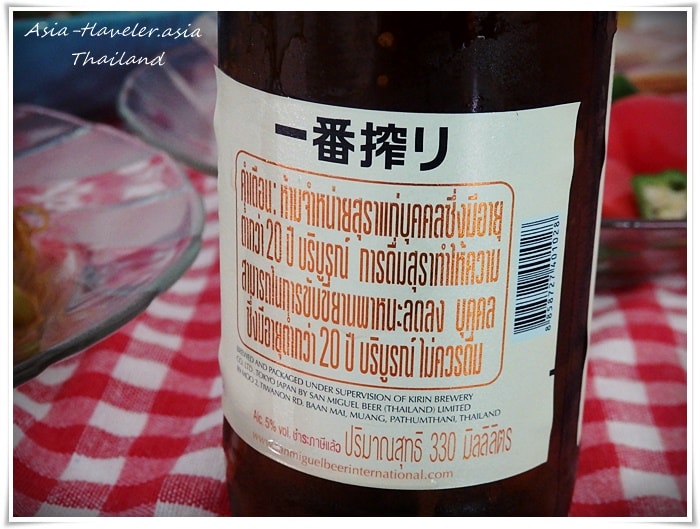 Asia-Haveler.asia
Thailand
一番搾り
คำเตือน: ห้ามจำหน่ายสุราแก่บุคคลซึ่งมีอายุ
ต่ำกว่า 20 ปี บริบูรณ์ การดื่มสุราทำให้ความ
สามารถในการขับขี่ยานพาหนะลดลง บุคคล
ซึ่งมีอายุต่ำกว่า 20 ปี บริบูรณ์ ไม่ควรดื่ม
8 858727 401028
BREWED AND PACKAGED UNDER SUPERVISION OF KIRIN BREWERY
CO. LTD., TOKYO JAPAN BY SAN MIGUEL BEER (THAILAND) LIMITED
89 MOO 2, TIWANON RD. BAAN MAI, MUANG, PATHUMTHANI, THAILAND
Alc. 5% vol. ชำระภาษีแล้ว ปริมาณสุทธิ 330 มิลลิลิตร
www.sanmiguelbeerinternational.com